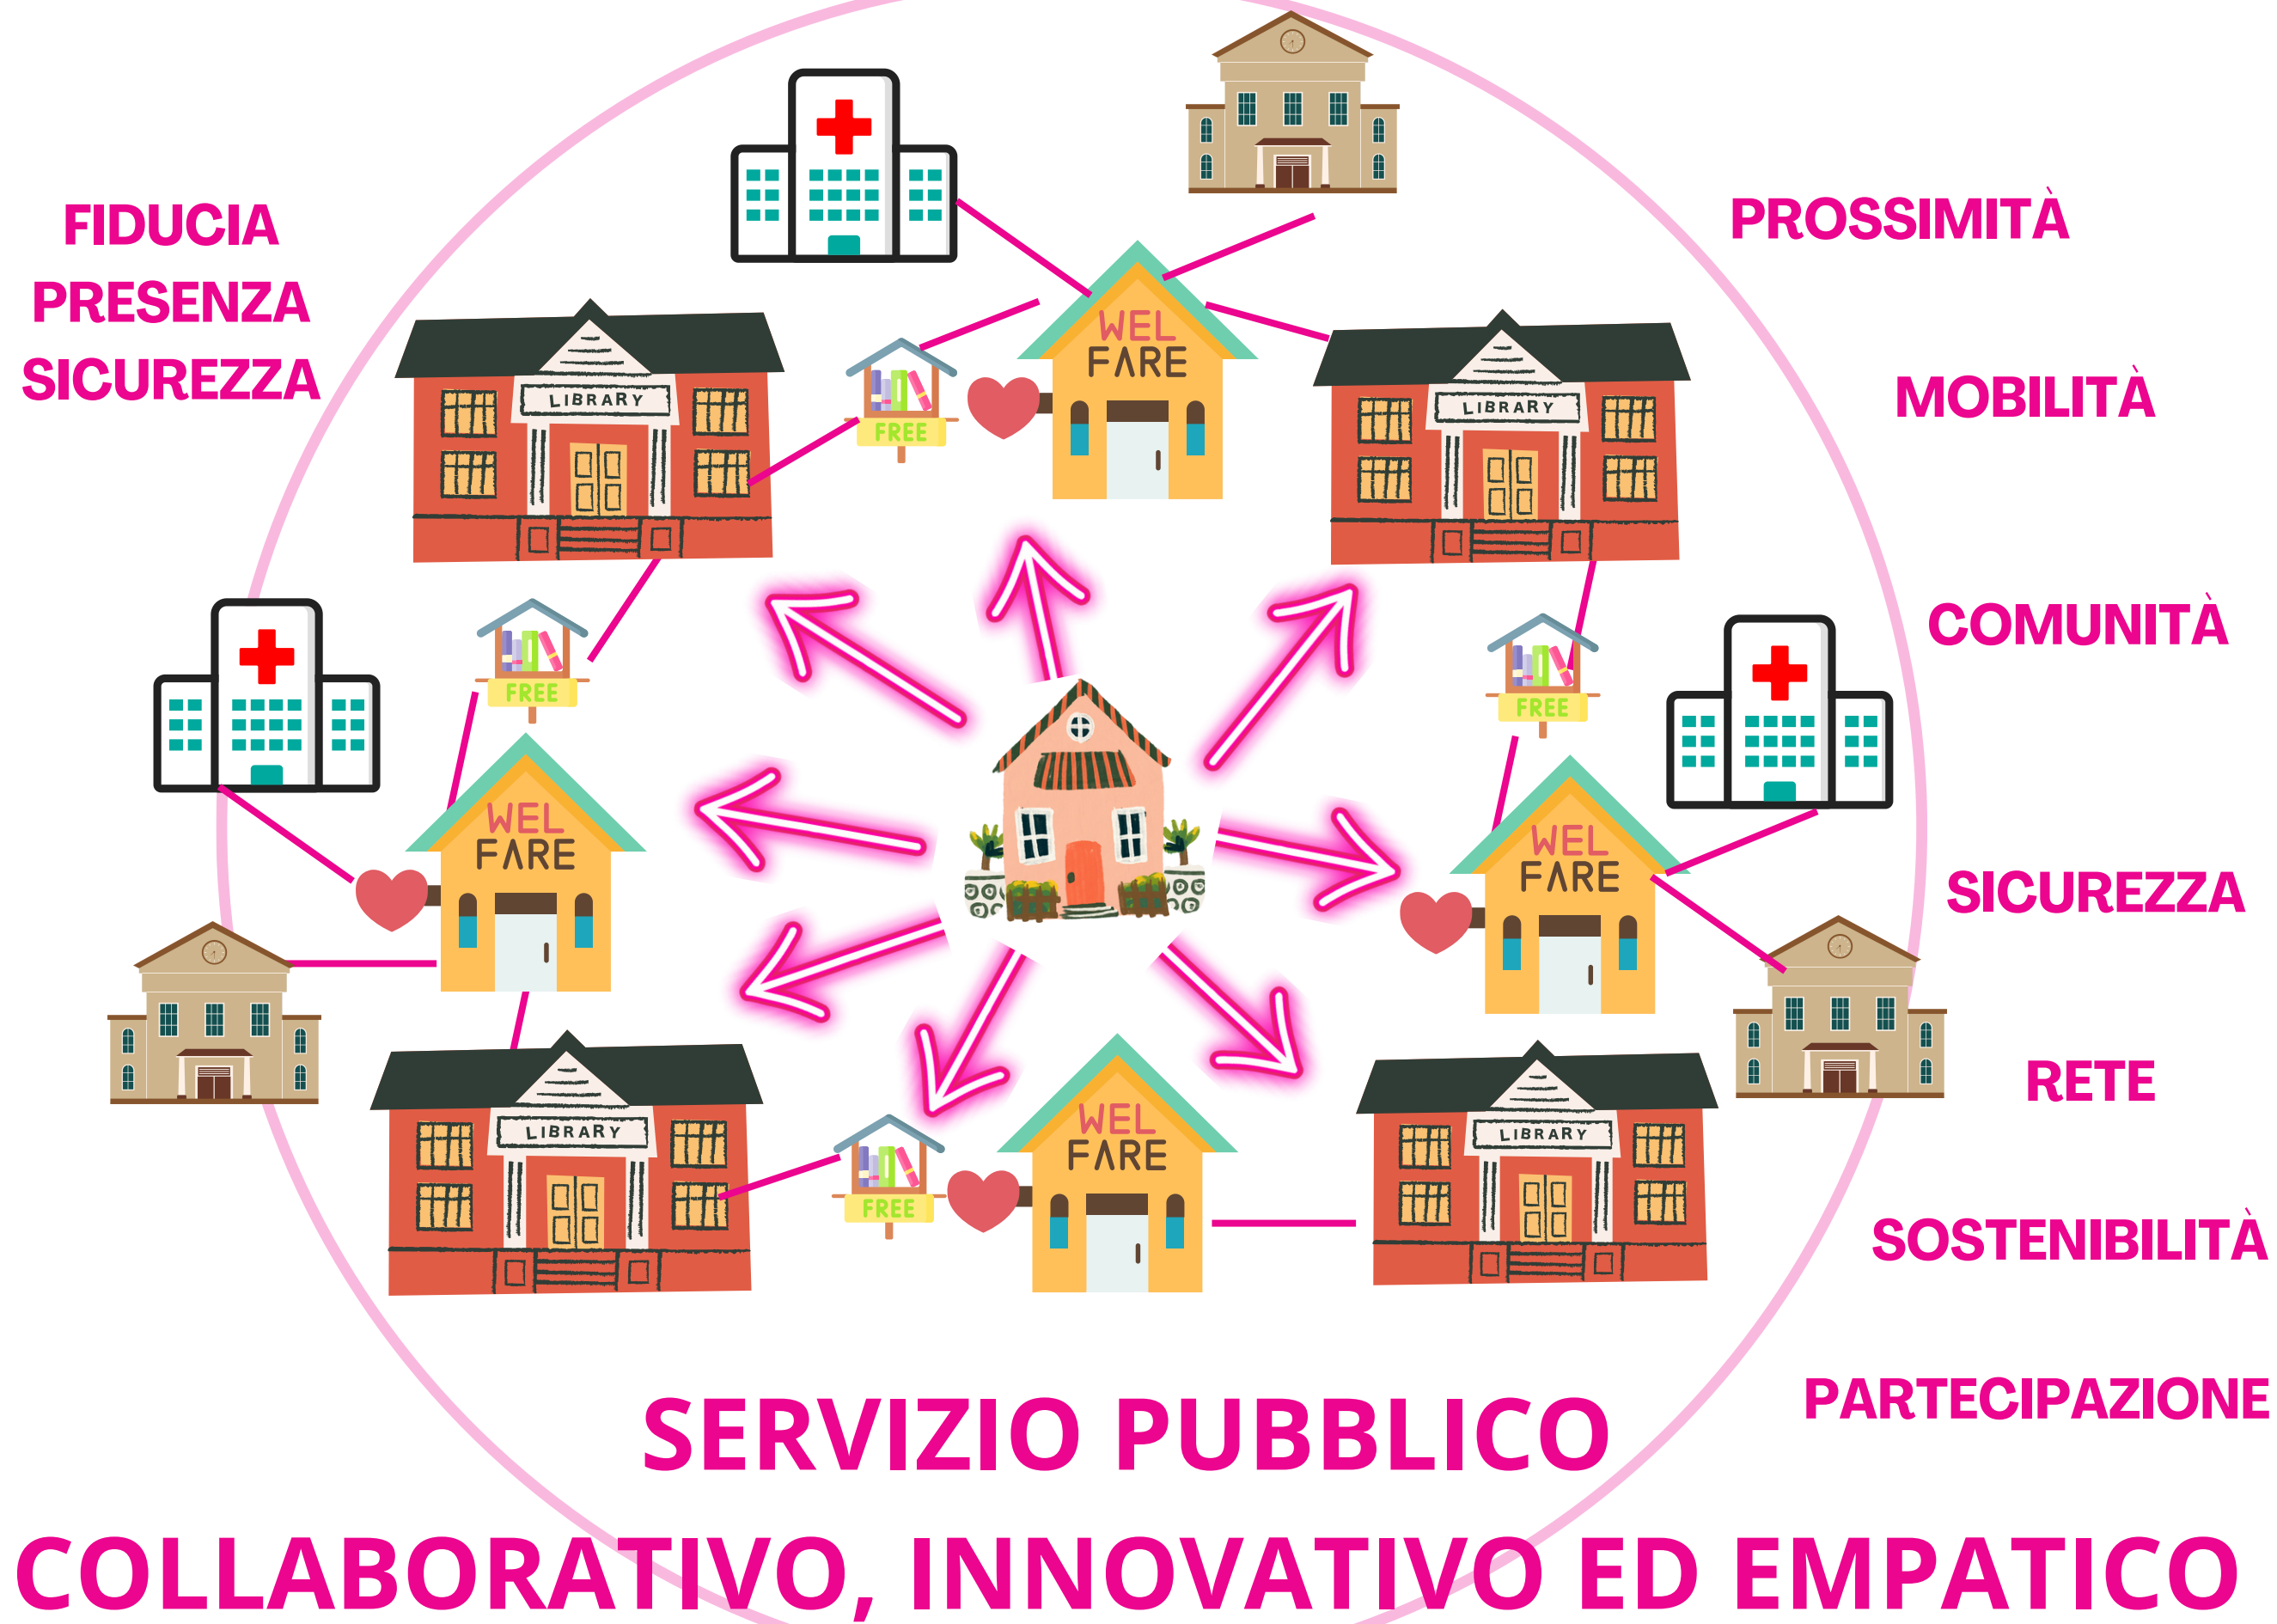 FIDUCIA
PRESENZA
SICUREZZA
PROSSIMITÀ
MOBILITÀ
COMUNITÀ
SICUREZZA
RETE
SOSTENIBILITÀ
PARTECIPAZIONE
WEL
FARE
LIBRARY
FREE
LIBRARY
FREE
FREE
WEL
FARE
WEL
FARE
LIBRARY
FREE
WEL
FARE
LIBRARY
SERVIZIO PUBBLICO
COLLABORATIVO, INNOVATIVO ED EMPATICO